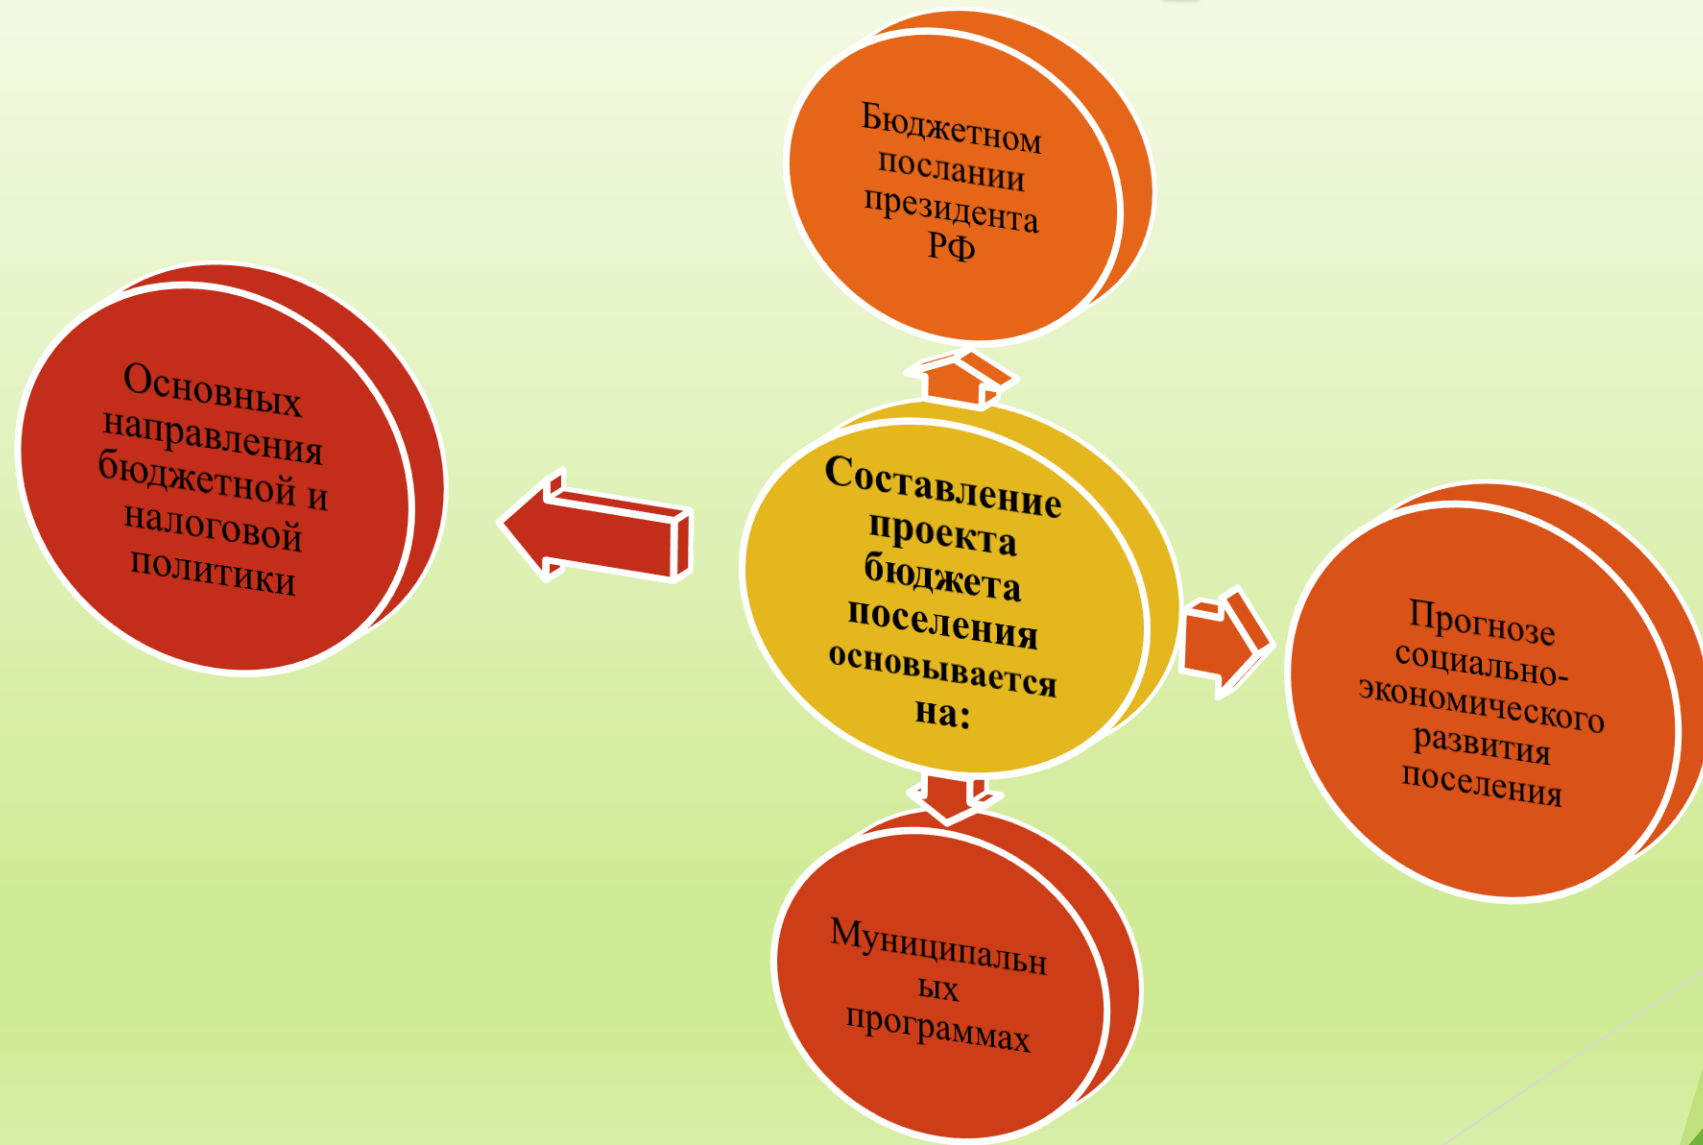 Бюджетном
послании
президента
РФ
Основных
направления
бюджетной и
налоговой
политики
Составление
проекта
бюджета
поселения
основывается
на:
Прогнозе
социально-
экономического
развития
поселения
Муниципальн
ых
программах